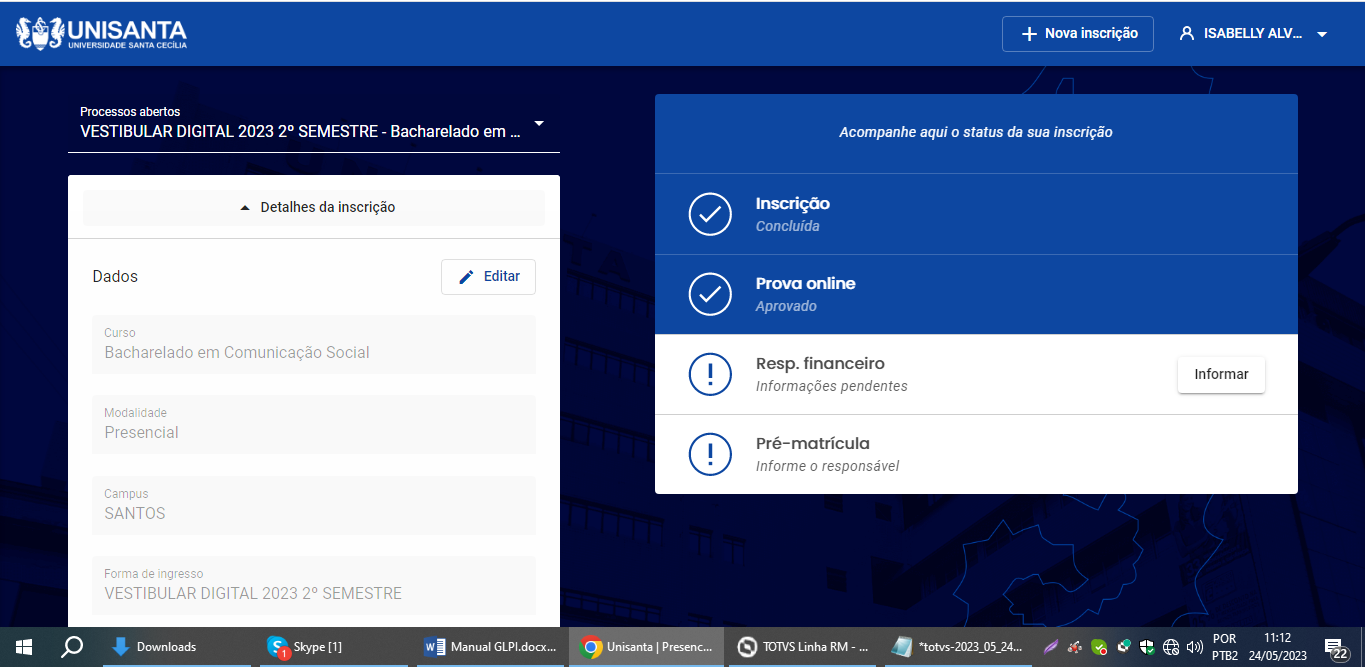 UNISANTA
UNIVERSIDADE SANTA CECÍLIA
Nova inscrição
ISABELLY ALV...
Processos abertos
VESTIBULAR DIGITAL 2023 2º SEMESTRE - Bacharelado em ...
Detalhes da inscrição
Dados
Editar
Curso
Bacharelado em Comunicação Social
Modalidade
Presencial
Campus
SANTOS
Forma de ingresso
VESTIBULAR DIGITAL 2023 2º SEMESTRE
Acompanhe aqui o status da sua inscrição
Inscrição
Concluída
Prova online
Aprovado
Resp. financeiro
Informações pendentes
Informar
Pré-matrícula
Informe o responsável
Downloads
Skype [1]
1
Manual GLPI.docx...
Unisanta | Presenc...
TOTVS Linha RM - ...
*totvs-2023_05_24...
POR
PTB2
11:12
24/05/2023
22